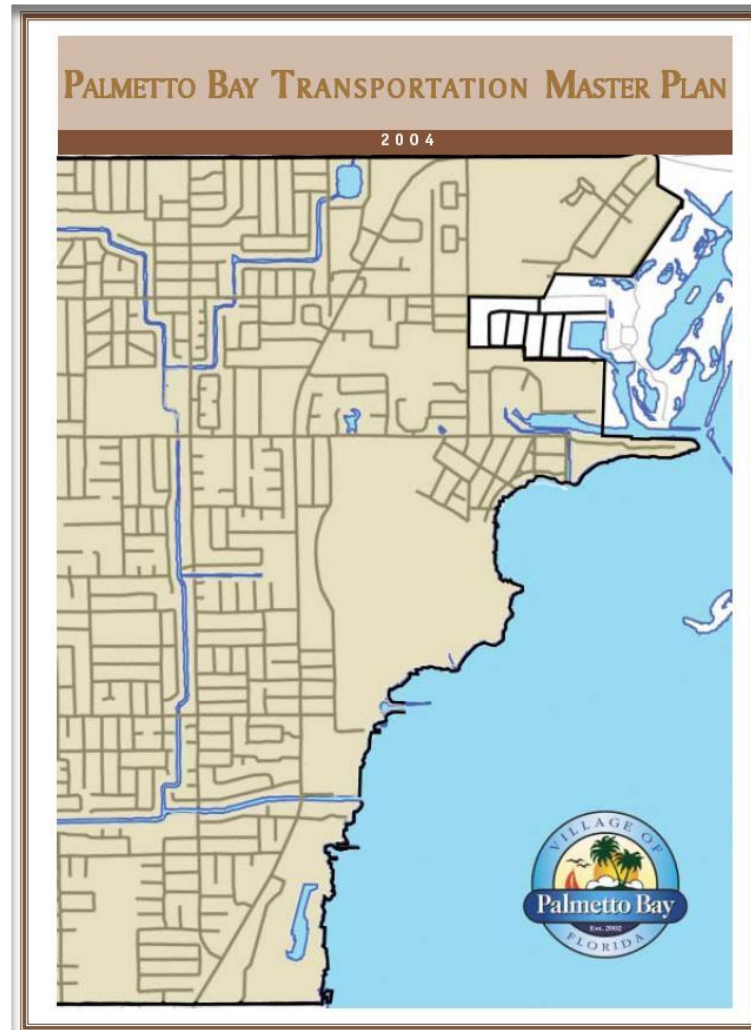 PALMETTO BAY TRANSPORTATION MASTER PLAN
2004
VILLAGE OF
Palmetto Bay
Est. 2002
FLORIDA